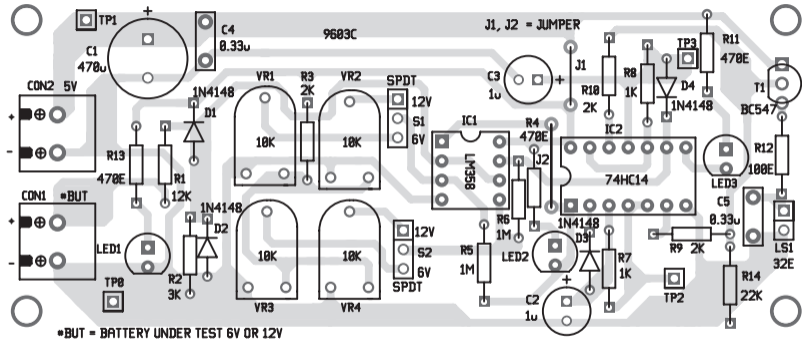 TP1
+
C1
470u
C4
0.33u
9603C
J1, J2 = JUMPER
TP3
R11
470E
CON2 5V
+
-
1N4148
D1
VR1
10K
R3
2K
VR2
10K
SPDT
12V
S1
6V
C3
1u
+
J1
R10
2K
R8
1K
D4
1N4148
T1
BC547
R13
470E
R1
12K
IC1
LM358
R4
470E
J2
IC2
74HC14
LED3
R12
100E
CON1 *BUT
+
-
LED1
1N4148
D2
R2
3K
10K
VR3
10K
VR4
12V
S2
6V
SPDT
R5
1M
R6
1M
LED2
1N4148
D3
R7
1K
R9 2K
C5
0.33u
LS1
32E
TP0
+
C2
1u
TP2
R14
22K
*BUT = BATTERY UNDER TEST 6V OR 12V